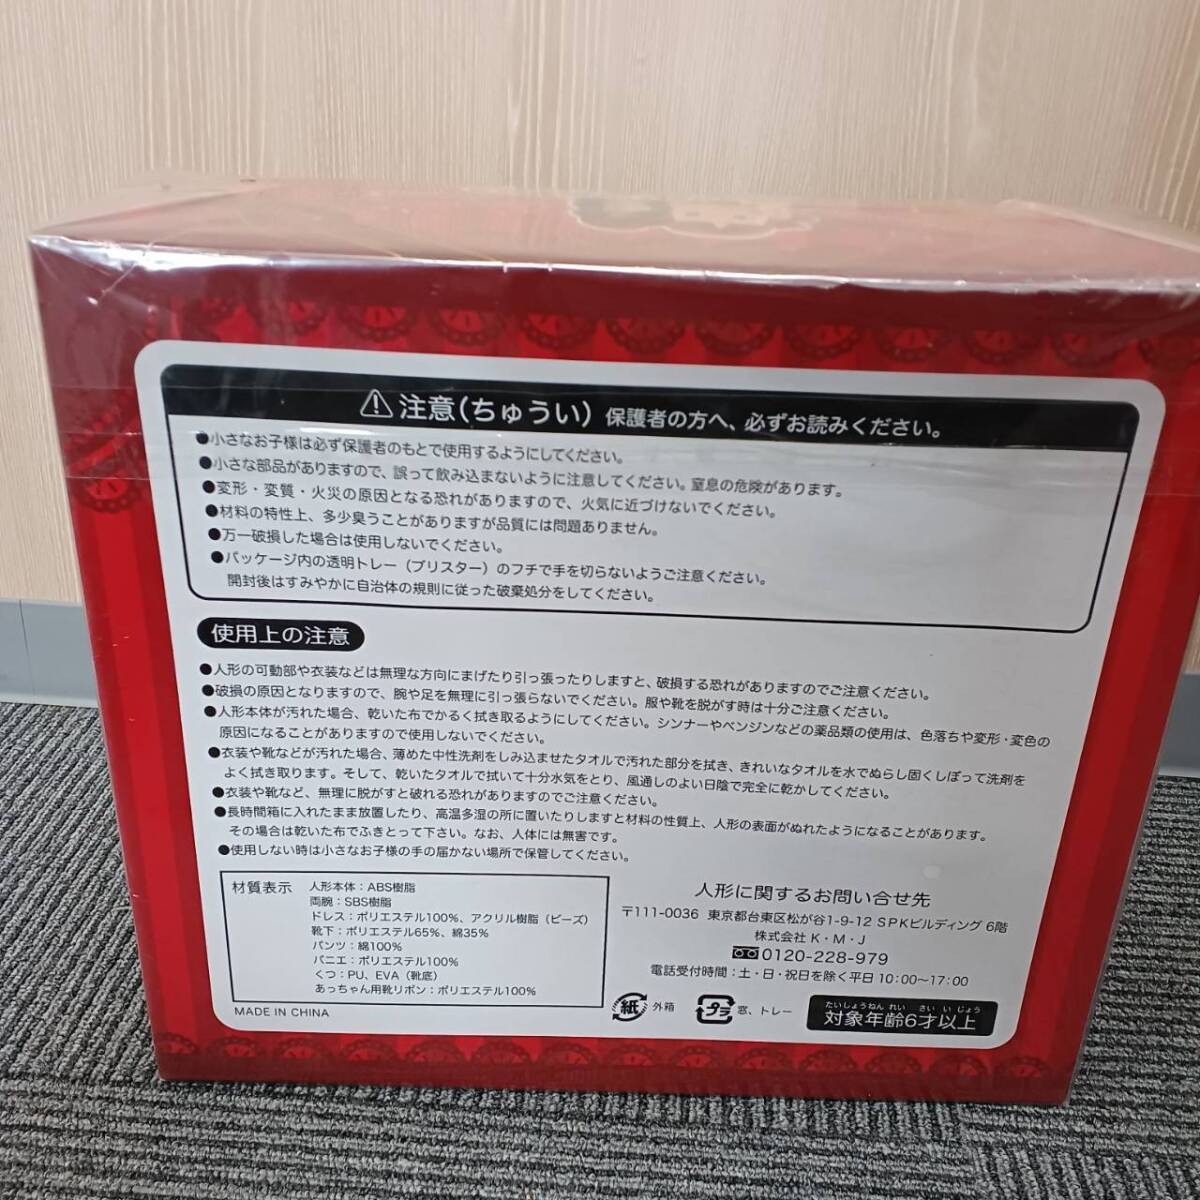 注意（ちゅうい）保護者の方へ、必ずお読みください。
●小さなお子様は必ず保護者のもとで使用するようにしてください。
●小さな部品がありますので、誤って飲み込まないように注意してください。窒息の危険があります。
●変形・変質・火災の原因となる恐れがありますので、火気に近づけないでください。
●材料の特性上、多少臭うことがありますが品質には問題ありません。
●万一破損した場合は使用しないでください。
●パッケージ内の透明トレー（ブリスター）のフチで手を切らないようご注意ください。
開封後はすみやかに自治体の規則に従った破棄処分をしてください。
使用上の注意
●人形の可動部や衣装などは無理な方向にまげたり引っ張ったりしますと、破損する恐れがありますのでご注意ください。
●破損の原因となりますので、腕や足を無理に引っ張らないでください。服や靴を脱がす時は十分ご注意ください。
●人形本体が汚れた場合、乾いた布でかるく拭き取るようにしてください。シンナーやベンジンなどの薬品類の使用は、色落ちや変形・変色の
原因になることがありますので使用しないでください。
●衣装や靴などが汚れた場合、薄めた中性洗剤をしみ込ませたタオルで汚れた部分を拭き、きれいなタオルを水でぬらし固くしぼって洗剤を
よく拭き取ります。そして、乾いたタオルで拭いて十分水気をとり、風通しのよい日陰で完全に乾かしてください。
●衣装や靴など、無理に脱がすと破れる恐れがありますのでご注意ください。
●長時間箱に入れたまま放置したり、高温多湿の所に置いたりしますと材料の性質上、人形の表面がぬれたようになることがあります。
その場合は乾いた布でふきとって下さい。なお、人体には無害です。
●使用しない時は小さなお子様の手の届かない場所で保管してください。
材質表示 人形本体：ABS樹脂
両腕：SBS樹脂
ドレス：ポリエステル100%、アクリル樹脂（ビーズ）
靴下：ポリエステル65%、綿35%
パンツ：綿100%
パニエ：ポリエステル100%
くつ：PU、EVA（靴底）
あっちゃん用靴リボン：ポリエステル100%
MADE IN CHINA
人形に関するお問い合せ先
〒111-0036 東京都台東区松が谷1-9-12 SPKビルディング 6階
株式会社 K・M・J
0120-228-979
電話受付時間：土・日・祝日を除く平日 10:00〜17:00
紙 外箱 プラ 窓、トレー
たいしょうねんれい さい いじょう
対象年齢6才以上